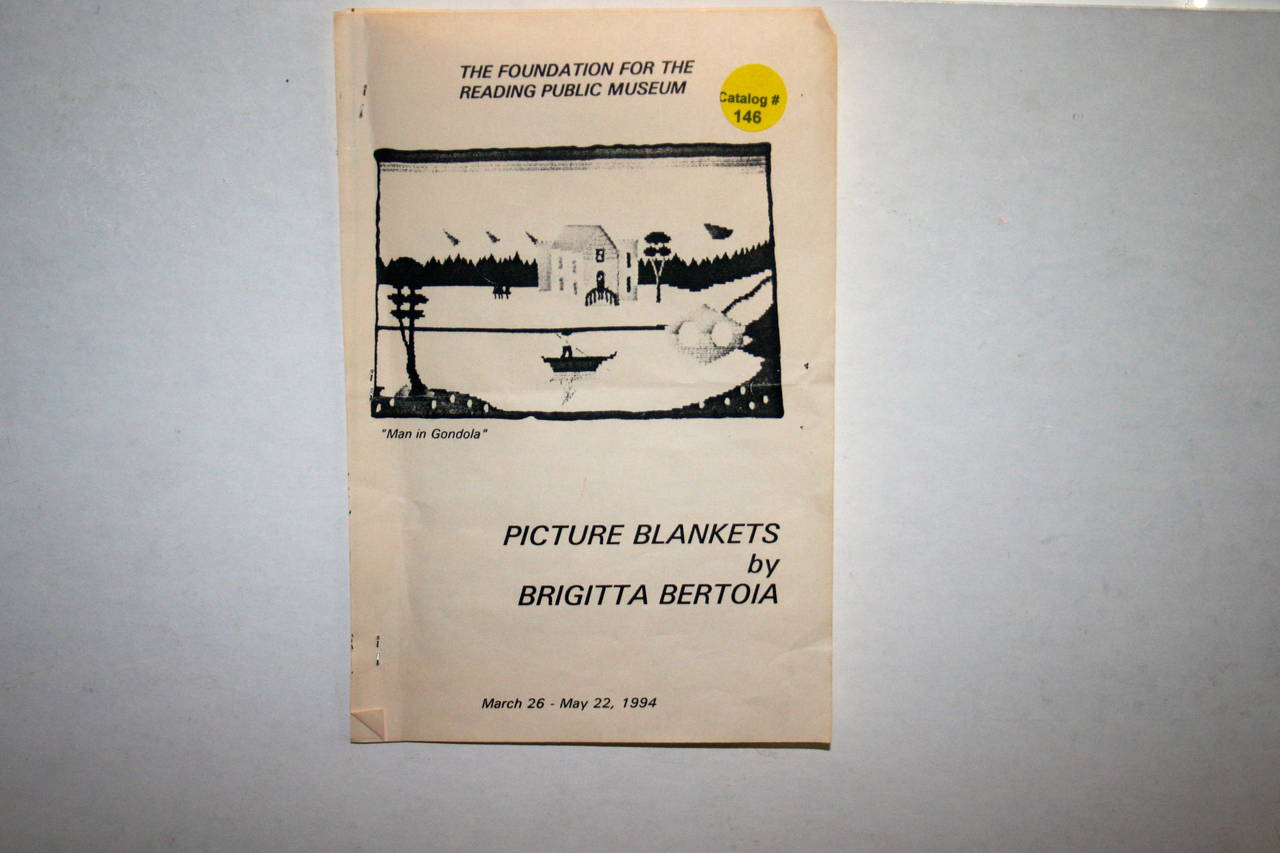 THE FOUNDATION FOR THE
READING PUBLIC MUSEUM
Catalog #
146
"Man in Gondola"
PICTURE BLANKETS
by
BRIGITTA BERTOIA
March 26 - May 22, 1994